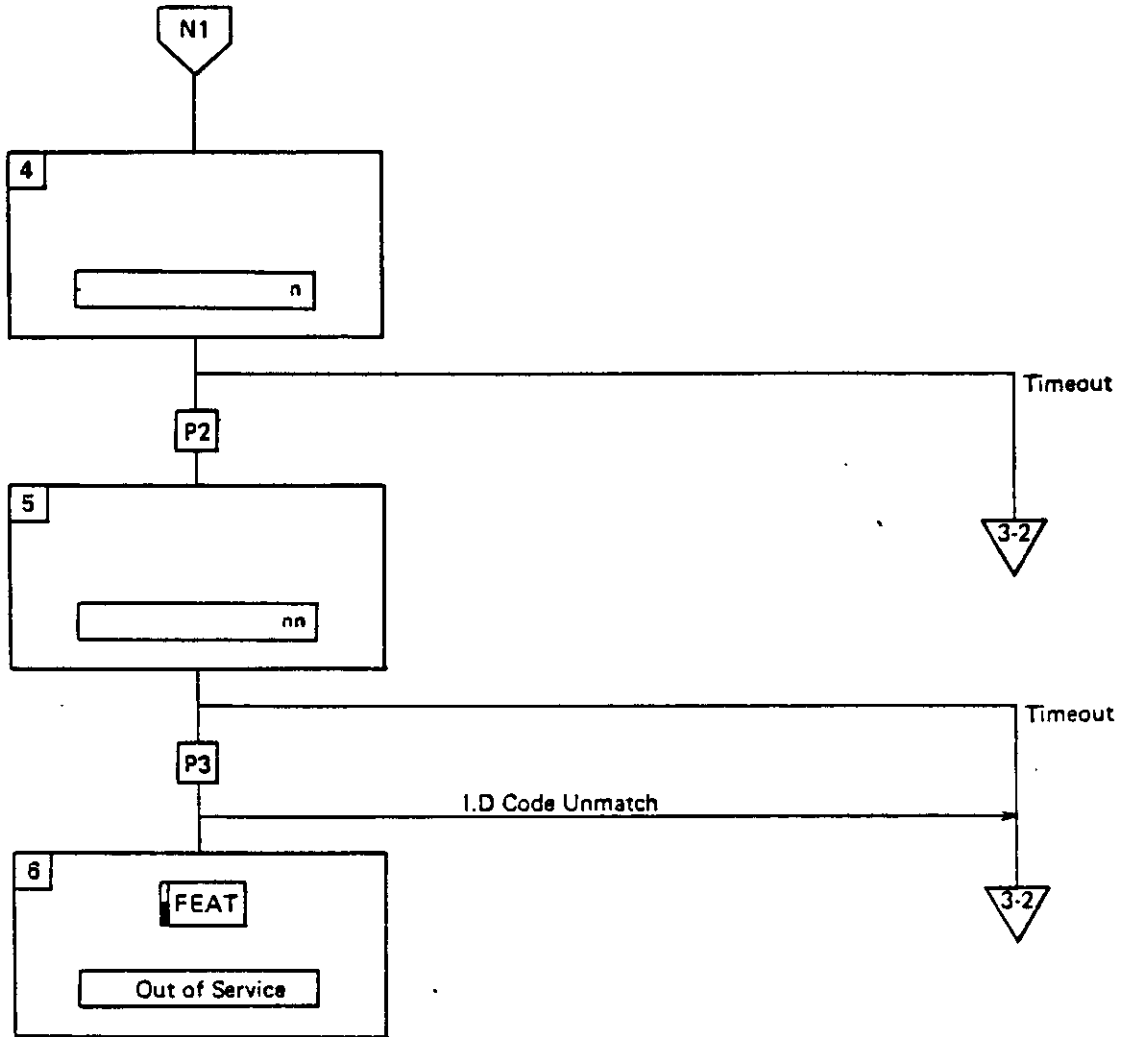 N1
4
n
Timeout
P2
3-2
5
nn
Timeout
P3
I.D Code Unmatch
3-2
6
FEAT
Out of Service